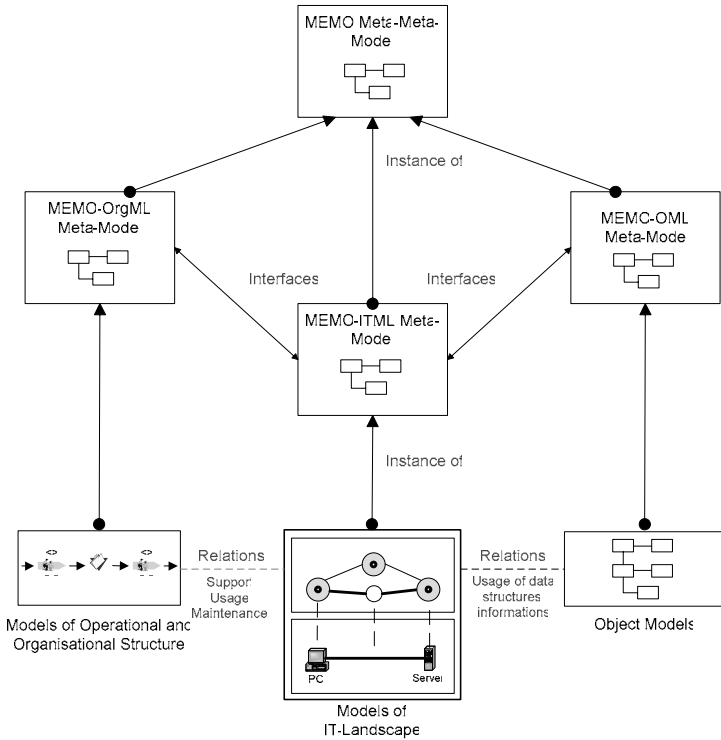 MEMO Meta-Meta-
Mode
Instance of
MEMO-OrgML
Meta-Mode
MEMC-OML
Meta-Mode
Interfaces
Interfaces
MEMO-ITML Meta-
Mode
Instance of
<>
<>
Relations
Support
Usage
Maintenance
Relations
Usage of data
structures
informations
PC
Server
Models of Operational and
Organisational Structure
Object Models
Models of
IT-Landscape